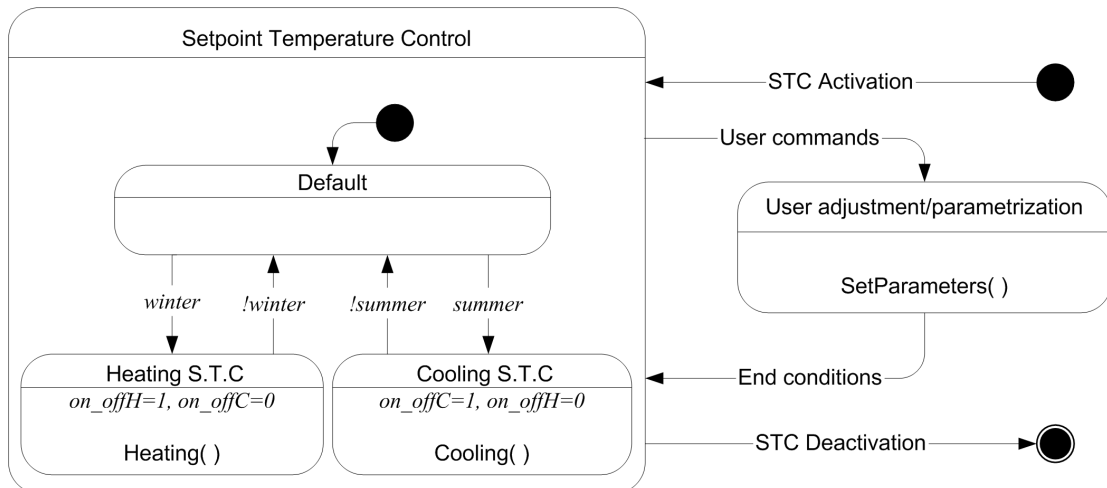 Setpoint Temperature Control
STC Activation
User commands
Default
User adjustment/parametrization
SetParameters( )
winter
!winter
!summer
summer
Heating S.T.C
on_offH=1, on_offC=0
Heating( )
Cooling S.T.C
on_offC=1, on_offH=0
Cooling( )
End conditions
STC Deactivation